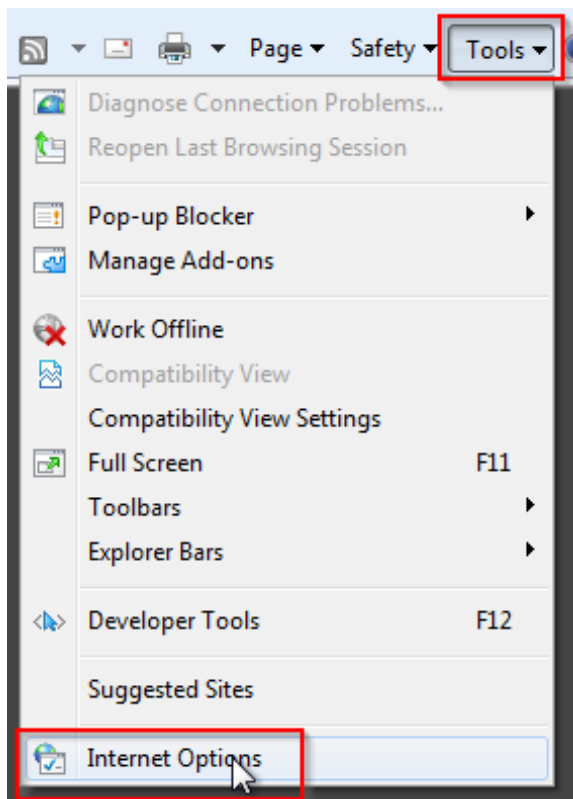 Page Safety Tools
Diagnose Connection Problems...
Reopen Last Browsing Session
Pop-up Blocker
Manage Add-ons
Work Offline
Compatibility View
Compatibility View Settings
Full Screen F11
Toolbars
Explorer Bars
Developer Tools F12
Suggested Sites
Internet Options